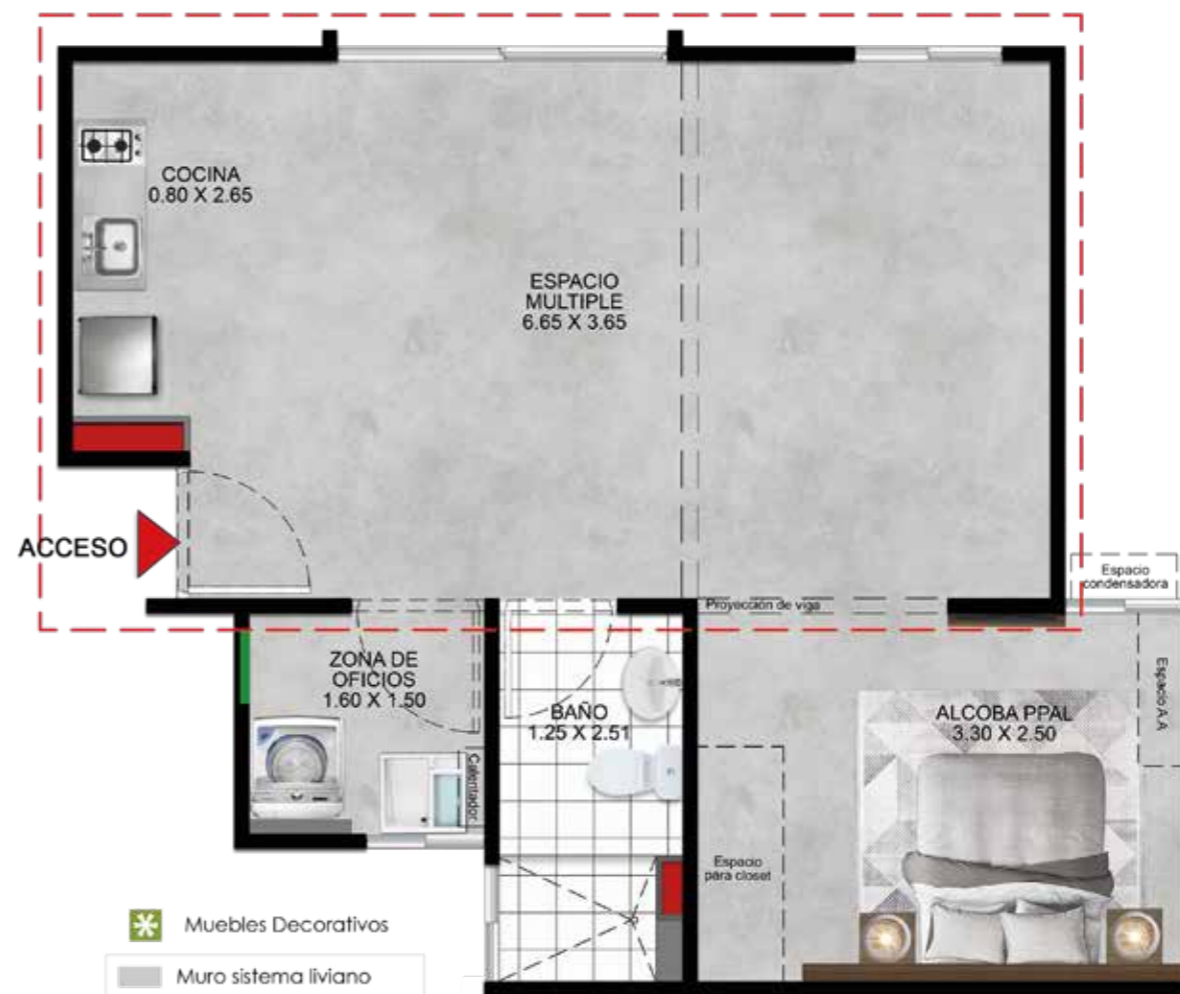 COCINA
0.80 X 2.65
ESPACIO
MULTIPLE
6.65 X 3.65
ACCESO
Espacio
condensadora
Proyección de viga
ZONA DE
OFICIOS
1.60 X 1.50
BAÑO
1.25 X 2.51
ALCOBA PPAL
3.30 X 2.50
Espacio A.A
Calentador
Espacio
para closet
Muebles Decorativos
Muro sistema liviano